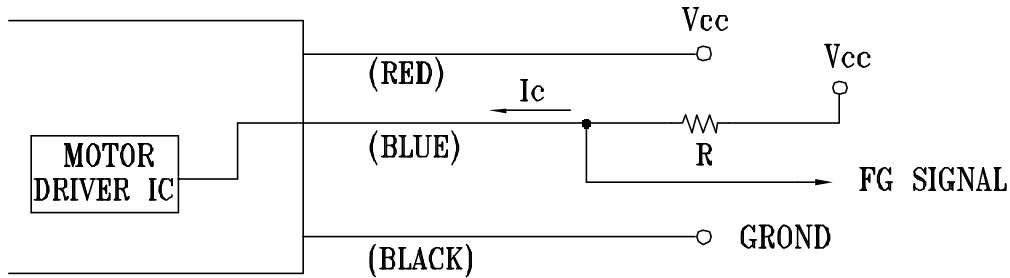 Vcc
Vcc
(RED)
Ic
(BLUE)
R
MOTOR
DRIVER IC
FG SIGNAL
GROND
(BLACK)